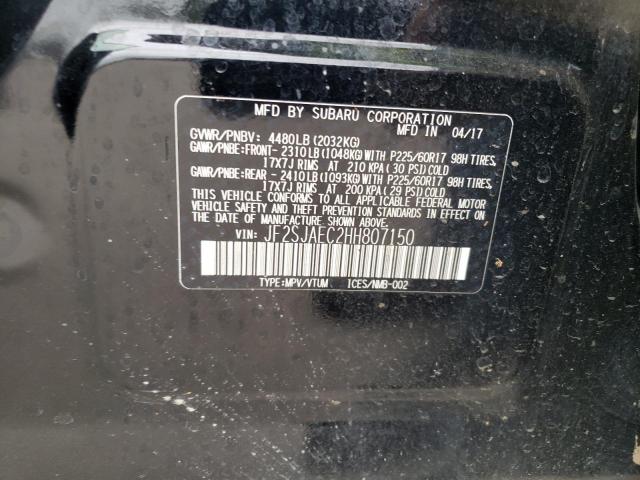 MFD BY SUBARU CORPORATION
MFD IN 04/17
GVWR/PNBV: 4480LB(2032KG)
GAWR/PNBE:FRONT-2310LB(1048KG)WITH P225/60R17 98H TIRES,
17X7J RIMS AT 210 KPA(30 PSI)COLD
GAWR/PNBE:REAR -2410LB(1093KG)WITH P225/60R17 98H TIRES,
17X7J RIMS AT 200 KPA(29 PSI)COLD
THIS VEHICLE CONFORMS TO ALL APPLICABLE FEDERAL MOTOR
VEHICLE SAFETY AND THEFT PREVENTION STANDARDS IN EFFECT ON
THE DATE OF MANUFACTURE SHOWN ABOVE.
VIN: JF2SJAEC2HH807150
TYPE:MPV/VTUM ICES/NMB-002